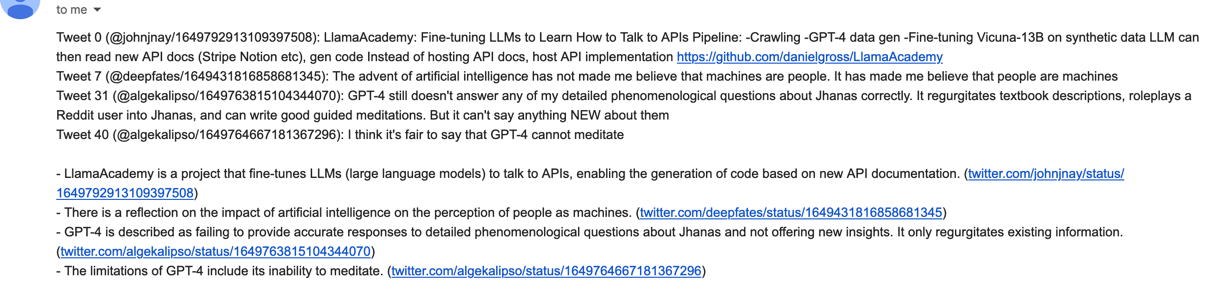 to me
Tweet 0 (@johnjnay/1649792913109397508): LlamaAcademy: Fine-tuning LLMs to Learn How to Talk to APIs Pipeline: -Crawling -GPT-4 data gen -Fine-tuning Vicuna-13B on synthetic data LLM can
then read new API docs (Stripe Notion etc), gen code Instead of hosting API docs, host API implementation https://github.com/danielgross/LlamaAcademy
Tweet 7 (@deepfates/1649431816858681345): The advent of artificial intelligence has not made me believe that machines are people. It has made me believe that people are machines
Tweet 31 (@algekalipso/1649763815104344070): GPT-4 still doesn't answer any of my detailed phenomenological questions about Jhanas correctly. It regurgitates textbook descriptions, roleplays a
Reddit user into Jhanas, and can write good guided meditations. But it can't say anything NEW about them
Tweet 40 (@algekalipso/1649764667181367296): I think it's fair to say that GPT-4 cannot meditate
- LlamaAcademy is a project that fine-tunes LLMs (large language models) to talk to APIs, enabling the generation of code based on new API documentation. (twitter.com/johnjnay/status/
1649792913109397508)
- There is a reflection on the impact of artificial intelligence on the perception of people as machines. (twitter.com/deepfates/status/1649431816858681345)
- GPT-4 is described as failing to provide accurate responses to detailed phenomenological questions about Jhanas and not offering new insights. It only regurgitates existing information.
(twitter.com/algekalipso/status/1649763815104344070)
- The limitations of GPT-4 include its inability to meditate. (twitter.com/algekalipso/status/1649764667181367296)